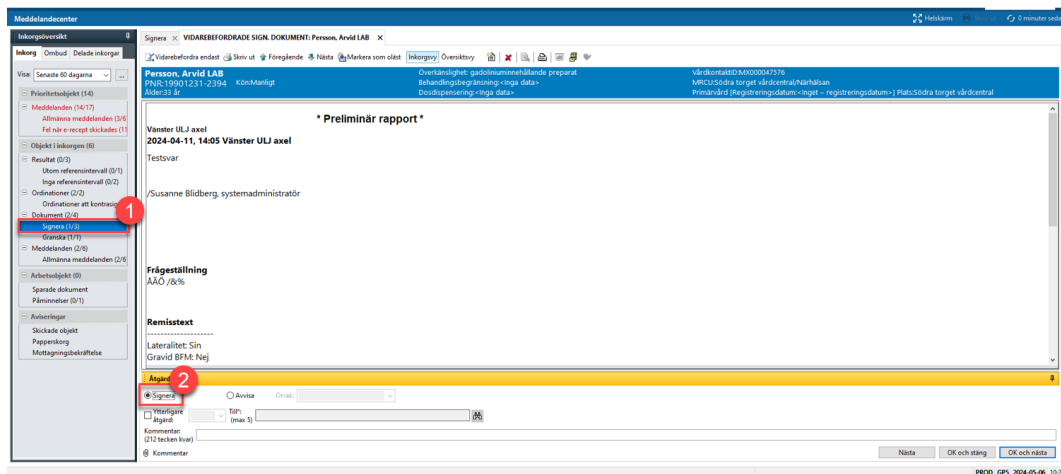 Meddelandecenter
Helskärm Skriv ut 0 minuter seda
Inkorgsöversikt
Signera × VIDAREBEFORDRADE SIGN. DOKUMENT: Persson, Arvid LAB ×
Inkorg Ombud Delade inkorgar
Vidarebefordra endast Skriv ut Föregående Nästa Markera som oläst Inkorgsvy Översiktsvy
Visa: Senaste 60 dagarna ...
Persson, Arvid LAB
PNR:19901231-2394 Kön:Manligt
Ålder:33 år
Överkänslighet: gadoliniuminnehållande preparat
Behandlingsbegränsning:<Inga data>
Dosdispensering:<Inga data>
VårdkontaktID:MX000047576
MRCU:Södra torget vårdcentral/Närhälsan
Primärvård [Registreringsdatum:<Inget – registreringsdatum>] Plats:Södra torget vårdcentral
Prioritetsobjekt (14)
Meddelanden (14/17)
Allmänna meddelanden (3/6
Fel när e-recept skickades (11
Objekt i inkorgen (6)
Resultat (0/3)
Utom referensintervall (0/1)
Inga referensintervall (0/2)
Ordinationer (2/2)
Ordinationer att kontrasig
Dokument (2/4)
Signera (1/3)
Granska (1/1)
Meddelanden (2/6)
Allmänna meddelanden (2/6
Arbetsobjekt (0)
Sparade dokument
Påminnelser (0/1)
Aviseringar
Skickade objekt
Papperskorg
Mottagningsbekräftelse
1
* Preliminär rapport *
Vänster ULJ axel
2024-04-11, 14:05 Vänster ULJ axel
Testsvar
/Susanne Blidberg, systemadministratör
Frågeställning
ÅÄÖ /&%
Remisstext
--------------------
Lateralitet: Sin
Gravid BFM: Nej
Åtgärd
2
Signera Avvisa Orsak:
Ytterligare åtgärd: Till*: (max 5)
Kommentar:
(212 tecken kvar)
Kommentar
Nästa OK och stäng OK och nästa
PROD GPS 2024-05-06